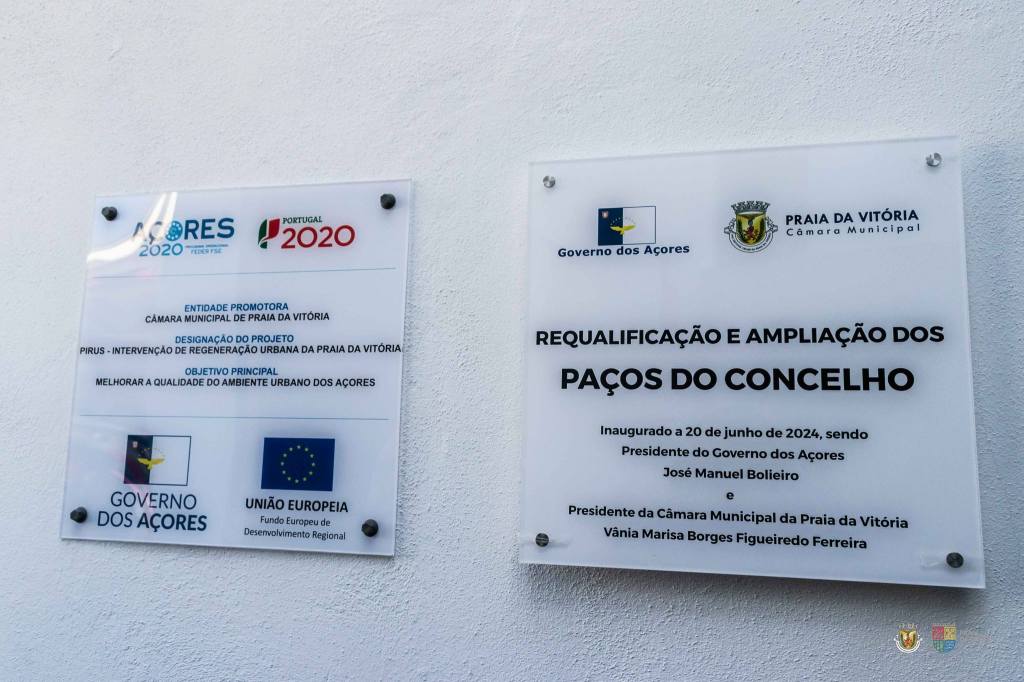 AÇORES
2020 PROGRAMA OPERACIONAL
FEDER FSE
PORTUGAL
2020
ENTIDADE PROMOTORA
CÂMARA MUNICIPAL DE PRAIA DA VITÓRIA
DESIGNAÇÃO DO PROJETO
PIRUS - INTERVENÇÃO DE REGENERAÇÃO URBANA DA PRAIA DA VITÓRIA
OBJETIVO PRINCIPAL
MELHORAR A QUALIDADE DO AMBIENTE URBANO DOS AÇORES
GOVERNO
DOS AÇORES
UNIÃO EUROPEIA
Fundo Europeu de
Desenvolvimento Regional
Governo dos Açores
PRAIA DA VITÓRIA
Câmara Municipal
REQUALIFICAÇÃO E AMPLIAÇÃO DOS
PAÇOS DO CONCELHO
Inaugurado a 20 de junho de 2024, sendo
Presidente do Governo dos Açores
José Manuel Bolieiro
e
Presidente da Câmara Municipal da Praia da Vitória
Vânia Marisa Borges Figueiredo Ferreira